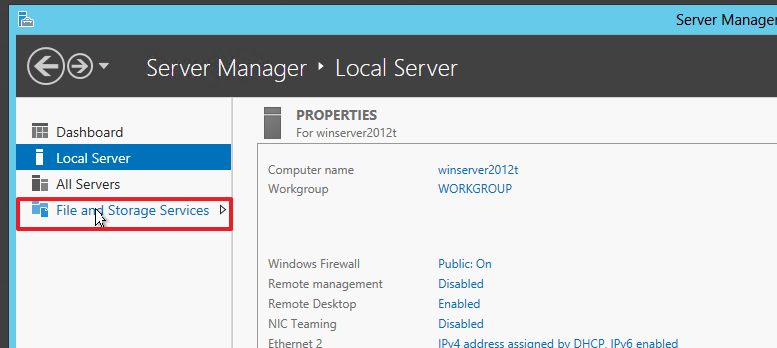 Server Manager
Server Manager ‣ Local Server
Dashboard
Local Server
All Servers
File and Storage Services
PROPERTIES
For winserver2012t
Computer name winserver2012t
Workgroup WORKGROUP
Windows Firewall Public: On
Remote management Disabled
Remote Desktop Enabled
NIC Teaming Disabled
Ethernet 2 IPv4 address assigned by DHCP, IPv6 enabled